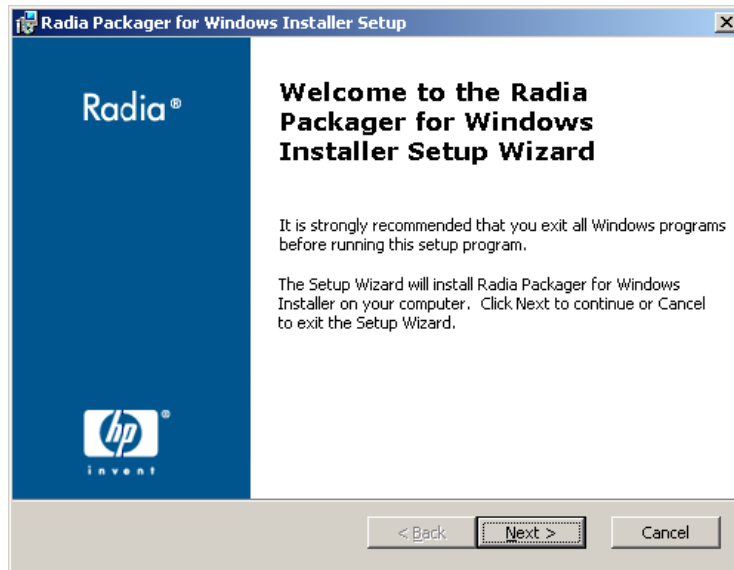 Radia Packager for Windows Installer Setup
Radia®
Welcome to the Radia
Packager for Windows
Installer Setup Wizard
It is strongly recommended that you exit all Windows programs
before running this setup program.
The Setup Wizard will install Radia Packager for Windows
Installer on your computer. Click Next to continue or Cancel
to exit the Setup Wizard.
hp®
invent
< Back
Next >
Cancel